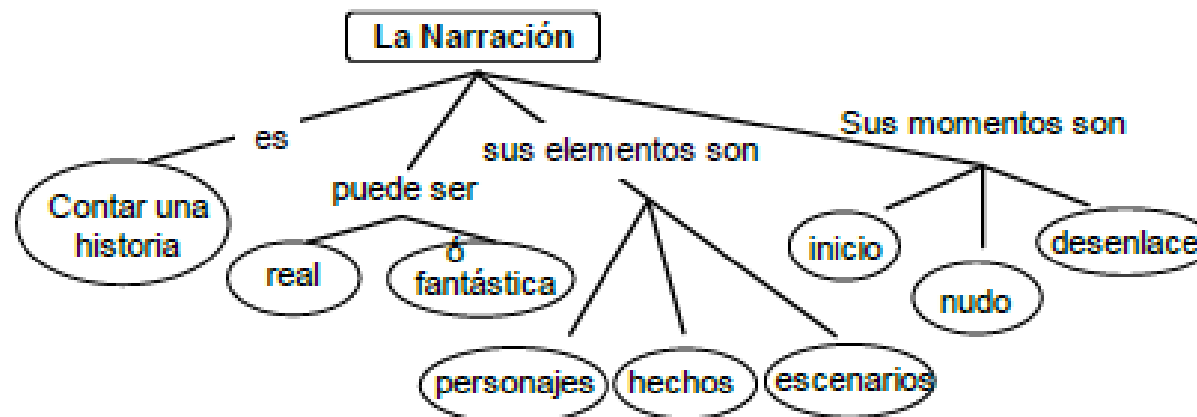 La Narración
es
Contar una
historia
puede ser
real
ó
fantástica
sus elementos son
personajes
hechos
escenarios
Sus momentos son
inicio
nudo
desenlace